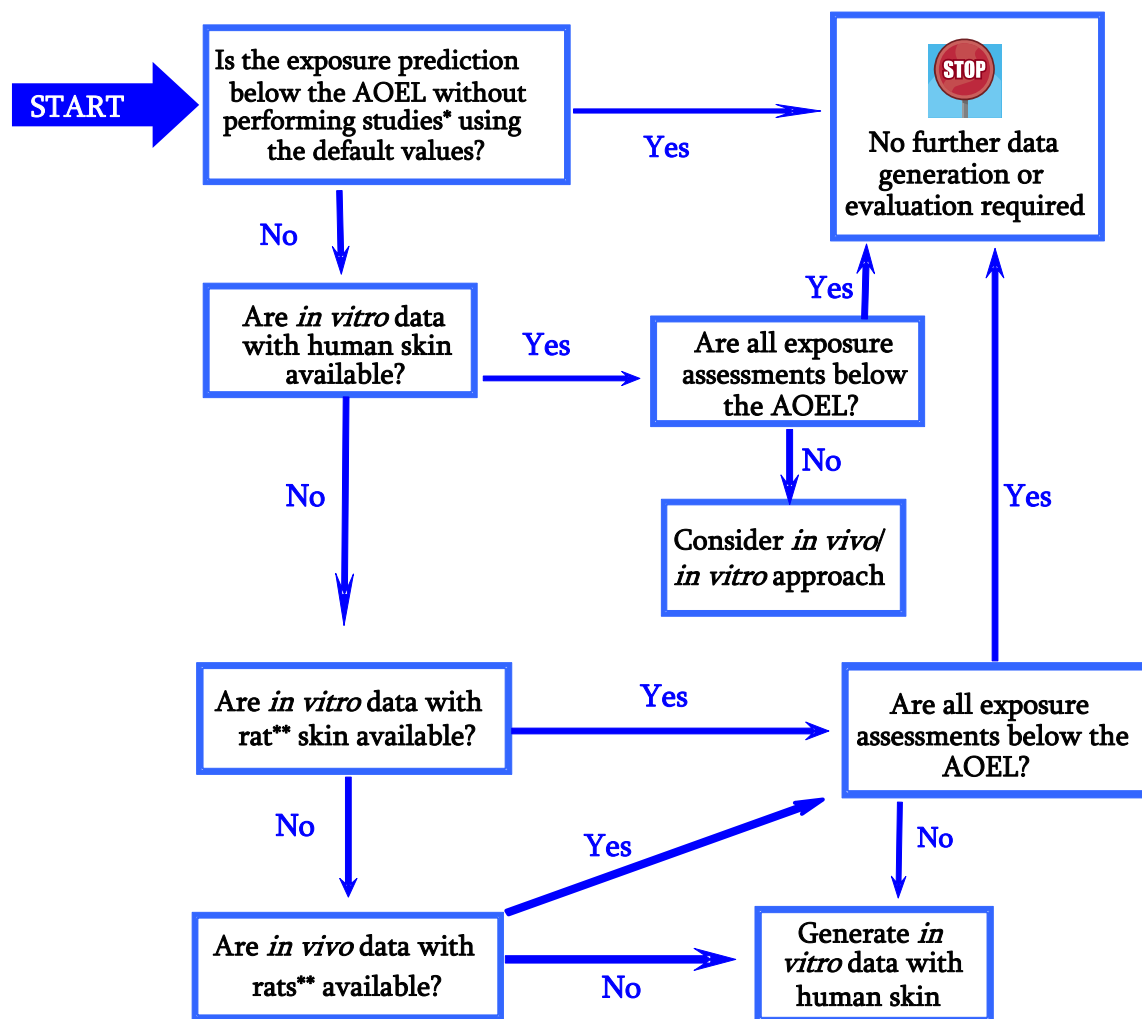 Is the exposure prediction
below the AOEL without
performing studies* using
the default values?
START
Yes
STOP
No further data
generation or
evaluation required
No
Are in vitro data
with human skin
available?
Yes
Are all exposure
assessments below
the AOEL?
Yes
No
No
Consider in vivo/
in vitro approach
Yes
Are in vitro data with
rat** skin available?
Yes
Are all exposure
assessments below the
AOEL?
No
Yes
No
Are in vivo data with
rats** available?
No
Generate in
vitro data with
human skin